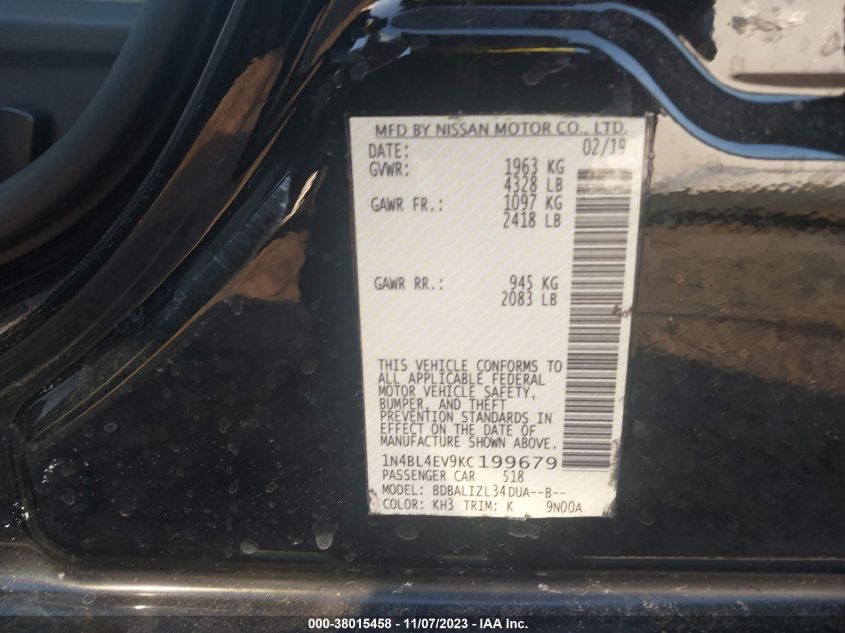 MFD BY NISSAN MOTOR CO., LTD.
DATE: 02/19
GVWR: 1963 KG
4328 LB
GAWR FR.: 1097 KG
2418 LB
GAWR RR.: 945 KG
2083 LB
THIS VEHICLE CONFORMS TO
ALL APPLICABLE FEDERAL
MOTOR VEHICLE SAFETY,
BUMPER, AND THEFT
PREVENTION STANDARDS IN
EFFECT ON THE DATE OF
MANUFACTURE SHOWN ABOVE.
1N4BL4EV9KC199679
PASSENGER CAR 518
MODEL: BDBALIZL34DUA--B--
COLOR: KH3 TRIM: K 9N00A
000-38015458 - 11/07/2023 - IAA Inc.